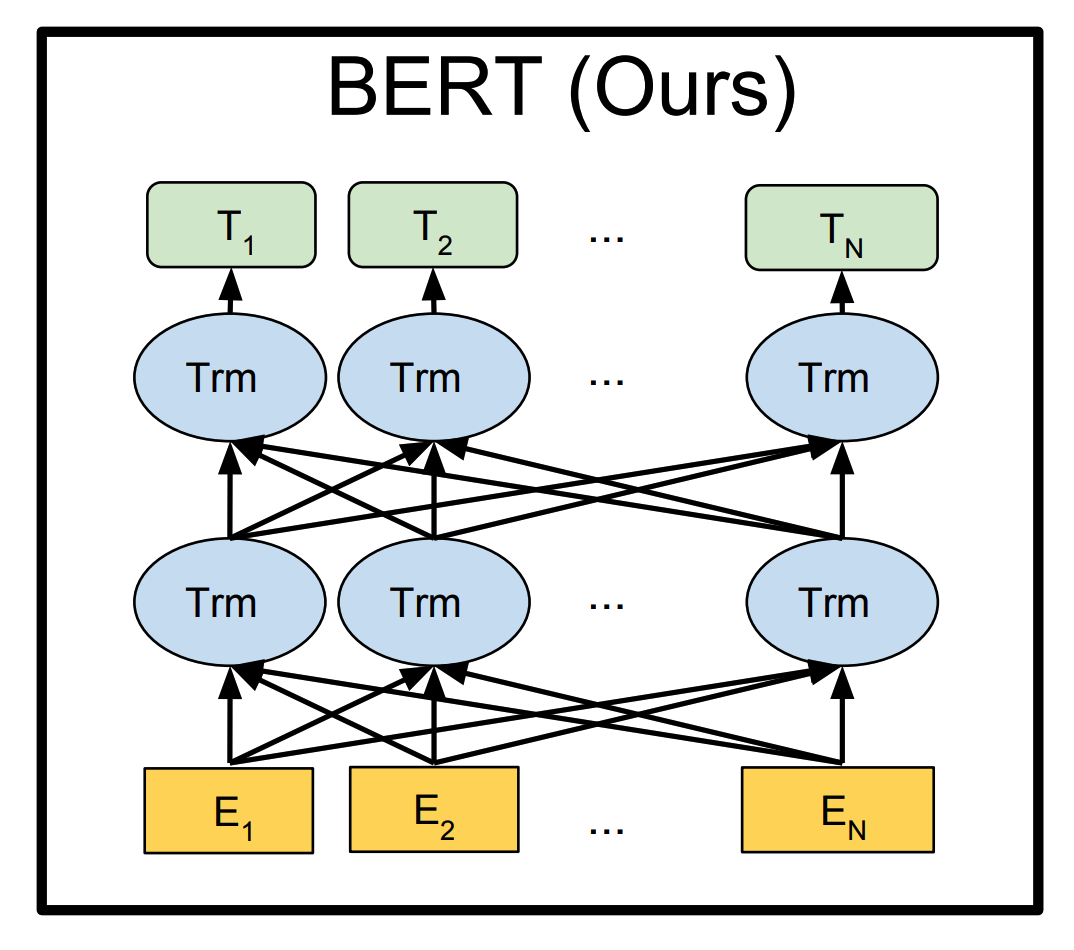 BERT (Ours)
T1 T2 ... TN
Trm Trm ... Trm
Trm Trm ... Trm
E1 E2 ... EN